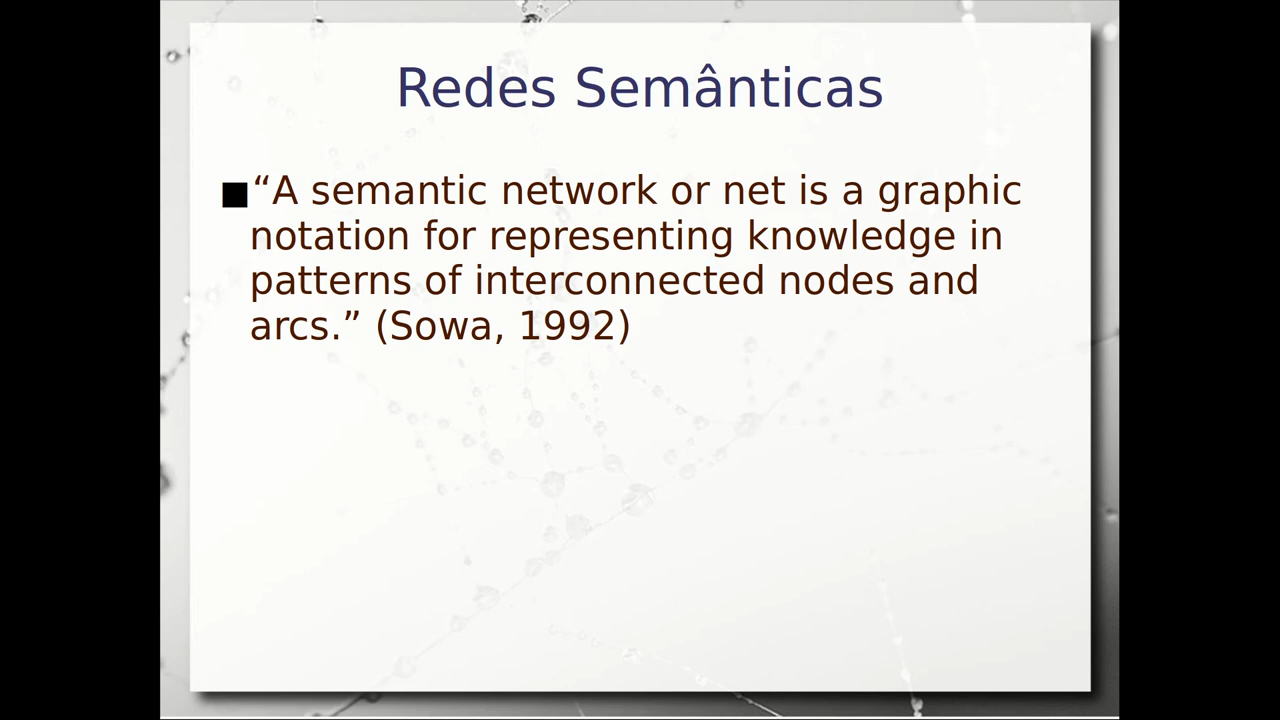 Redes Semânticas
■“A semantic network or net is a graphic
notation for representing knowledge in
patterns of interconnected nodes and
arcs.” (Sowa, 1992)